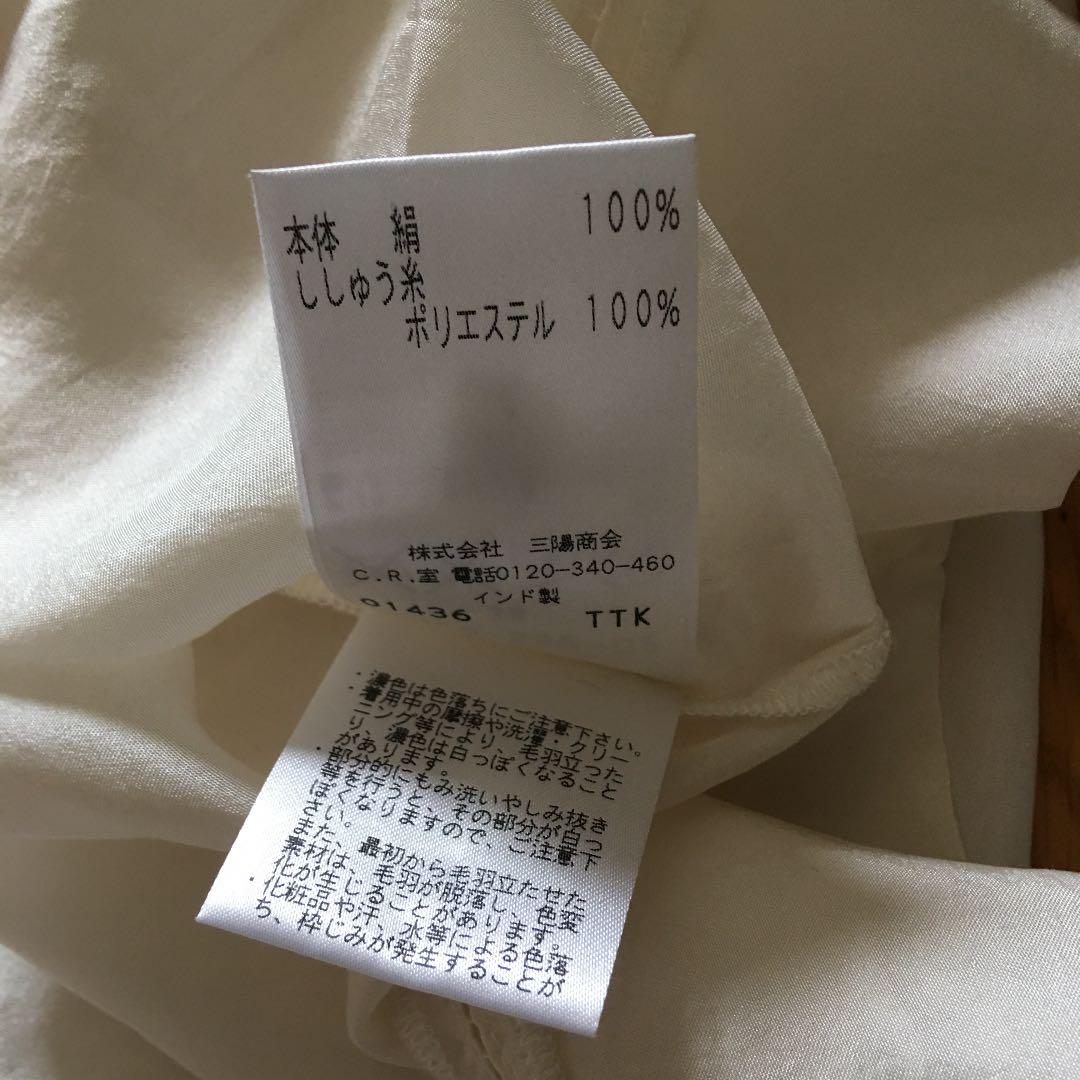 本体 絹 100%
ししゅう糸
ポリエステル 100%
株式会社 三陽商会
C.R.室 電話0120-340-460
インド製
01436 TTK
・濃色は色落ちにご注意下さい。
・着用中の摩擦や洗濯・クリー
ニング等により、毛羽立った
り、濃色は白っぽくなること
があります。
・部分的にもみ洗いやしみ抜き
等を行うと、その部分が白っ
ぽくなりますので、ご注意下
さい。
また、最初から毛羽立たせた
素材は、毛羽が脱落し、色変
化が生じることがあります。
・化粧品や汗、水等による色落
ち、枠じみが発生することが